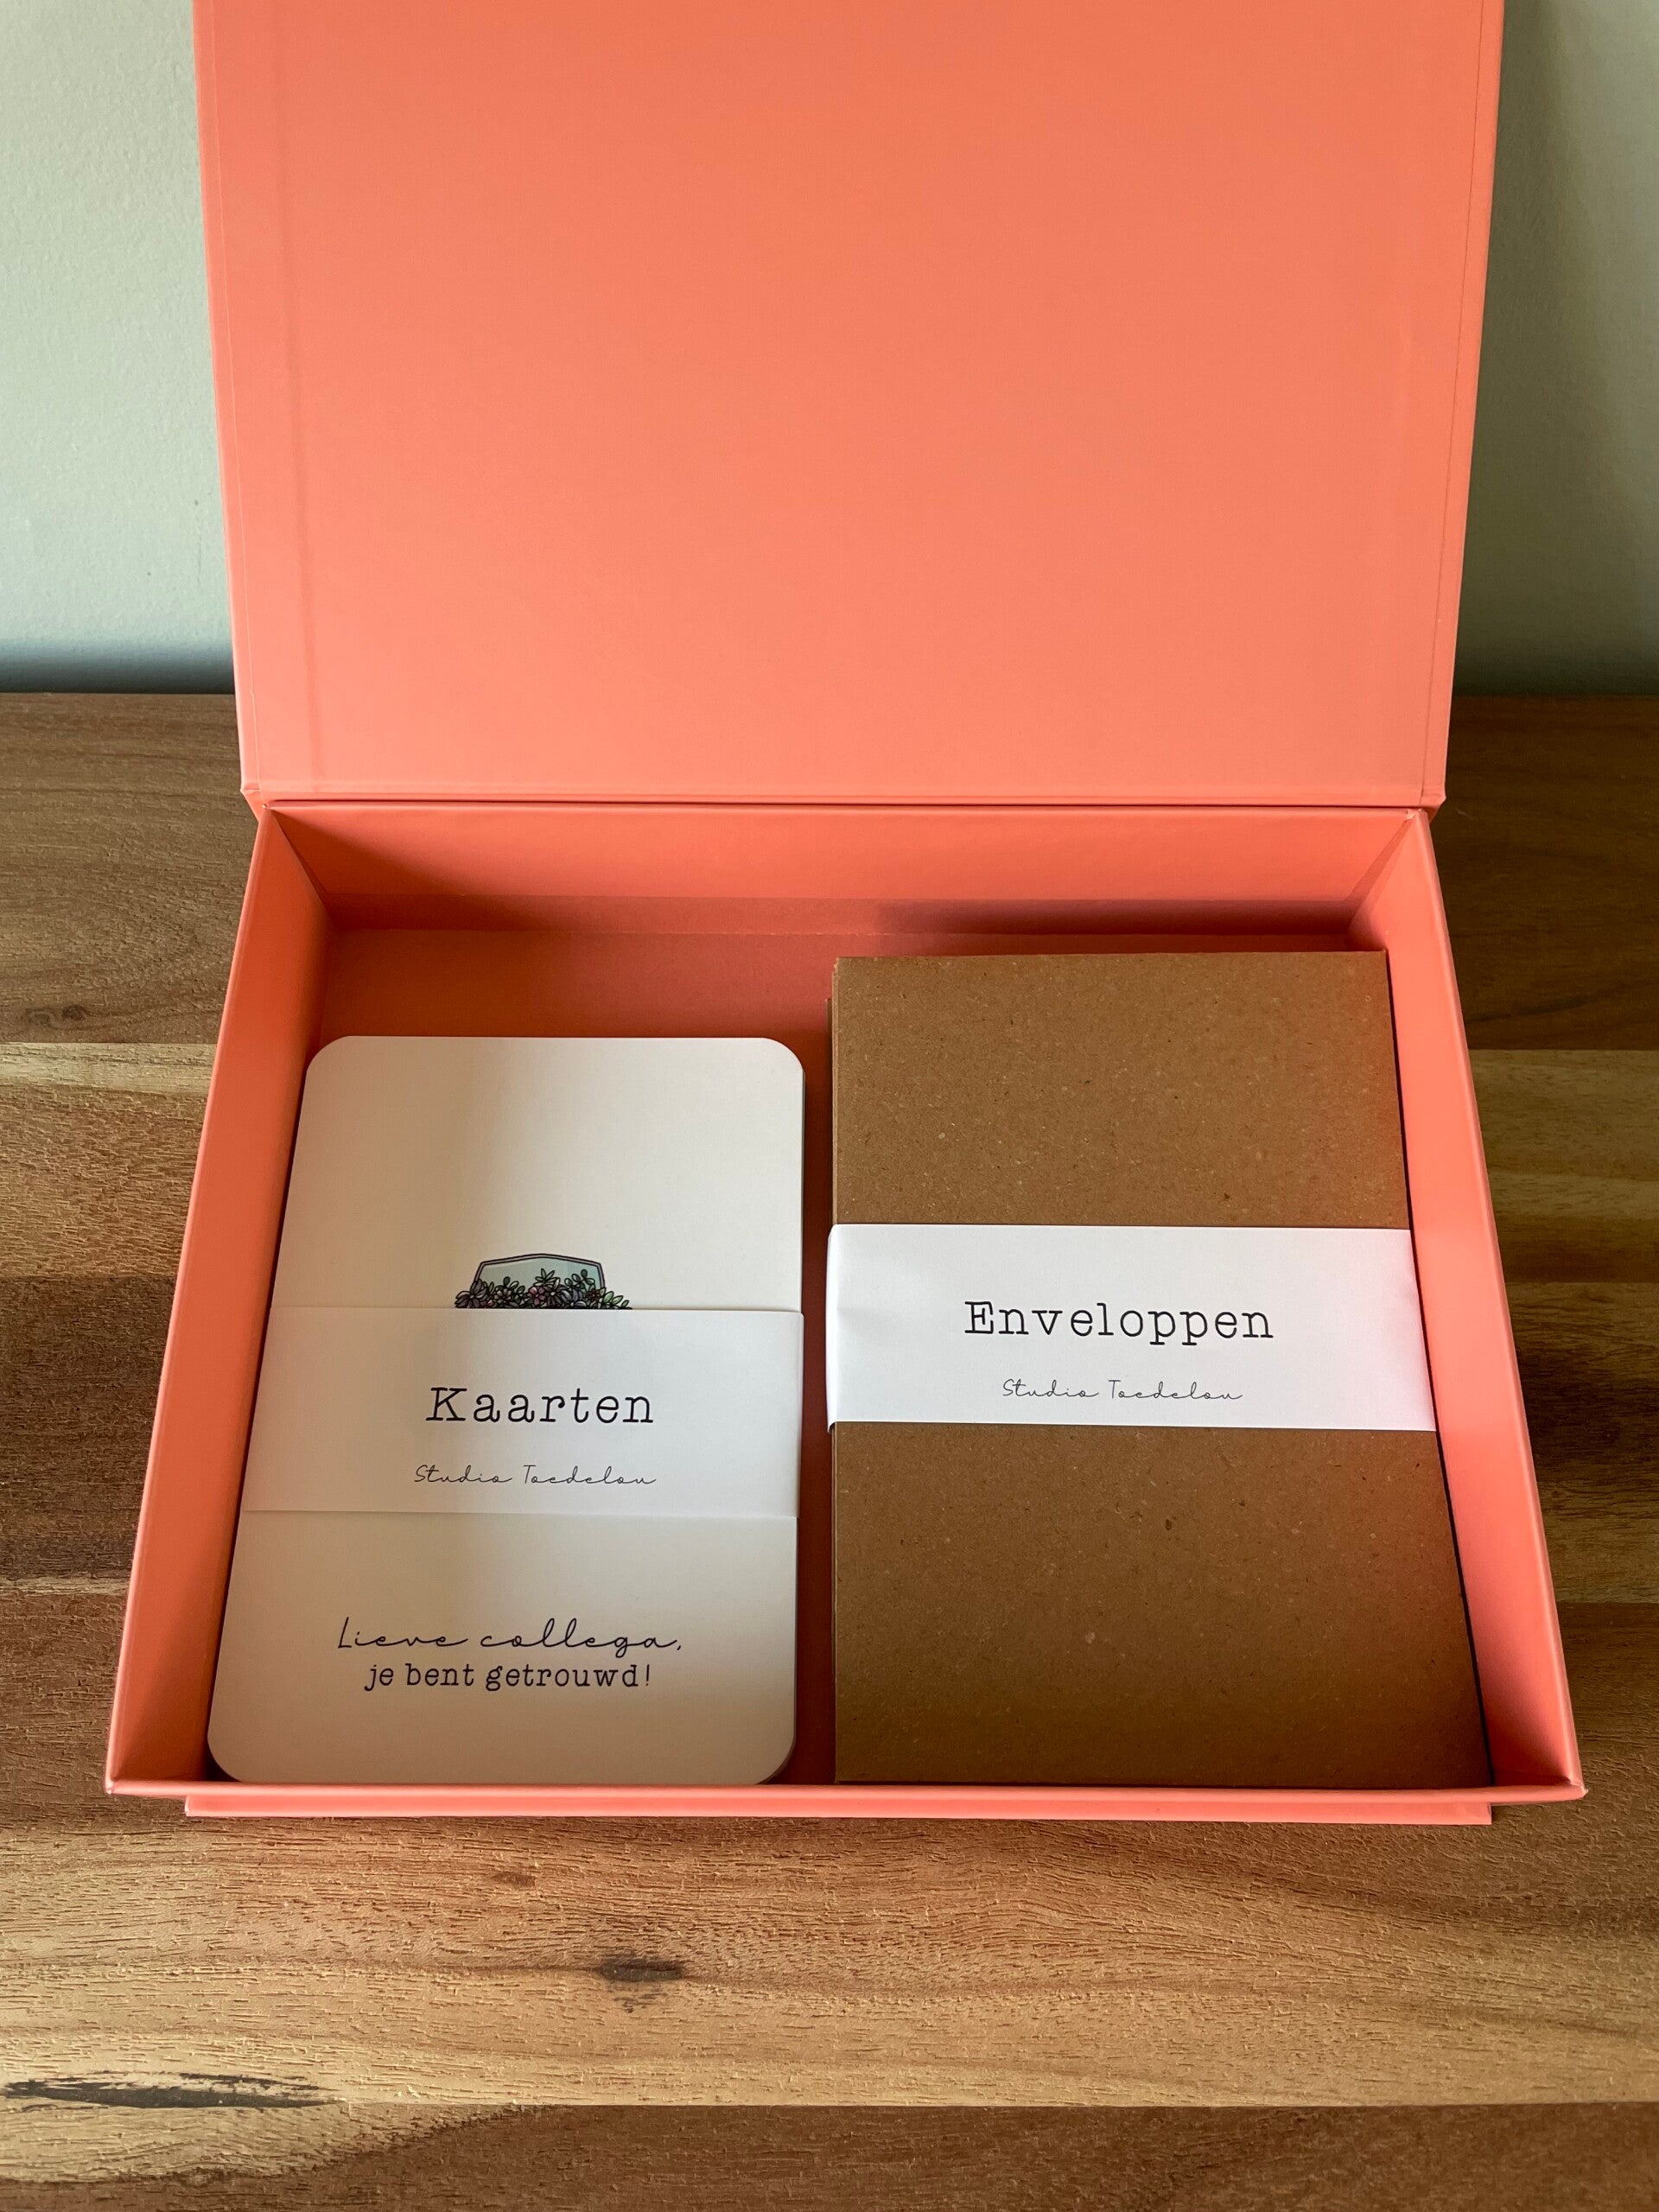 Kaarten
Studio Toedelou
Lieve collega,
je bent getrouwd!
Enveloppen
Studio Toedelou